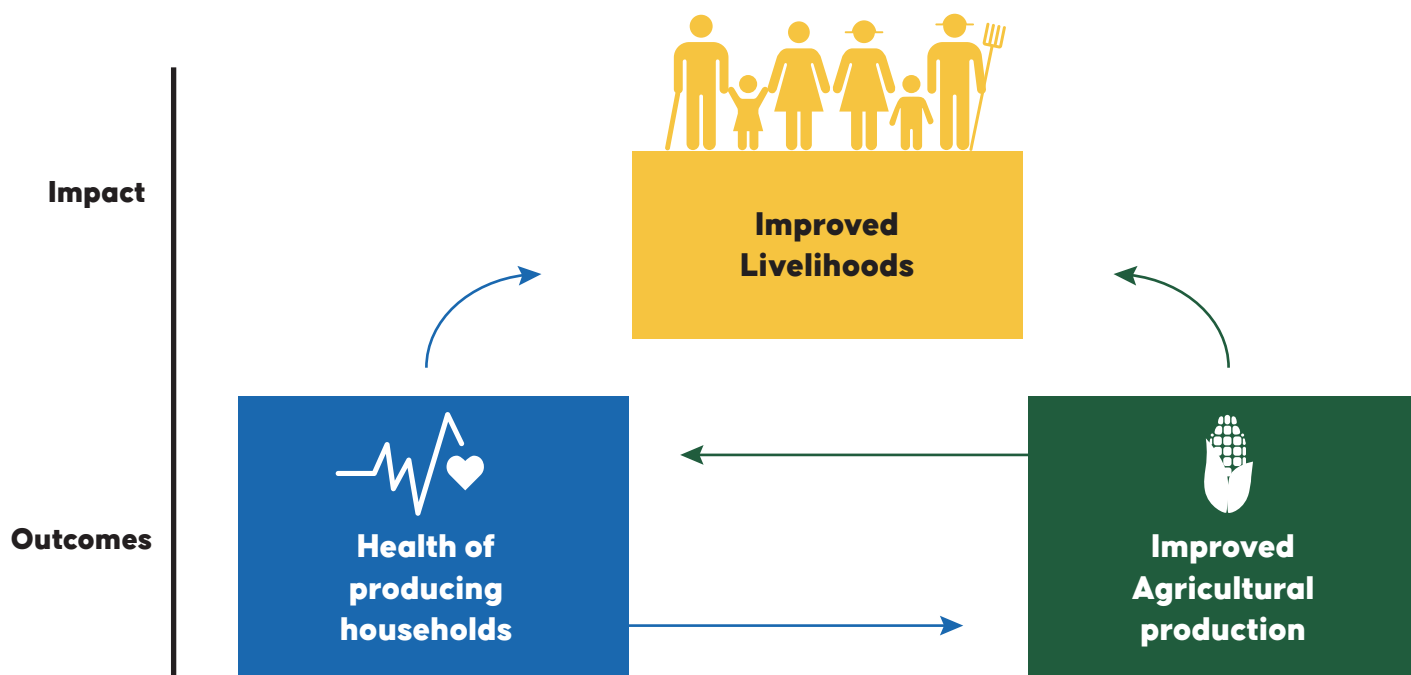 Impact
Improved
Livelihoods
Outcomes
Health of
producing
households
Improved
Agricultural
production